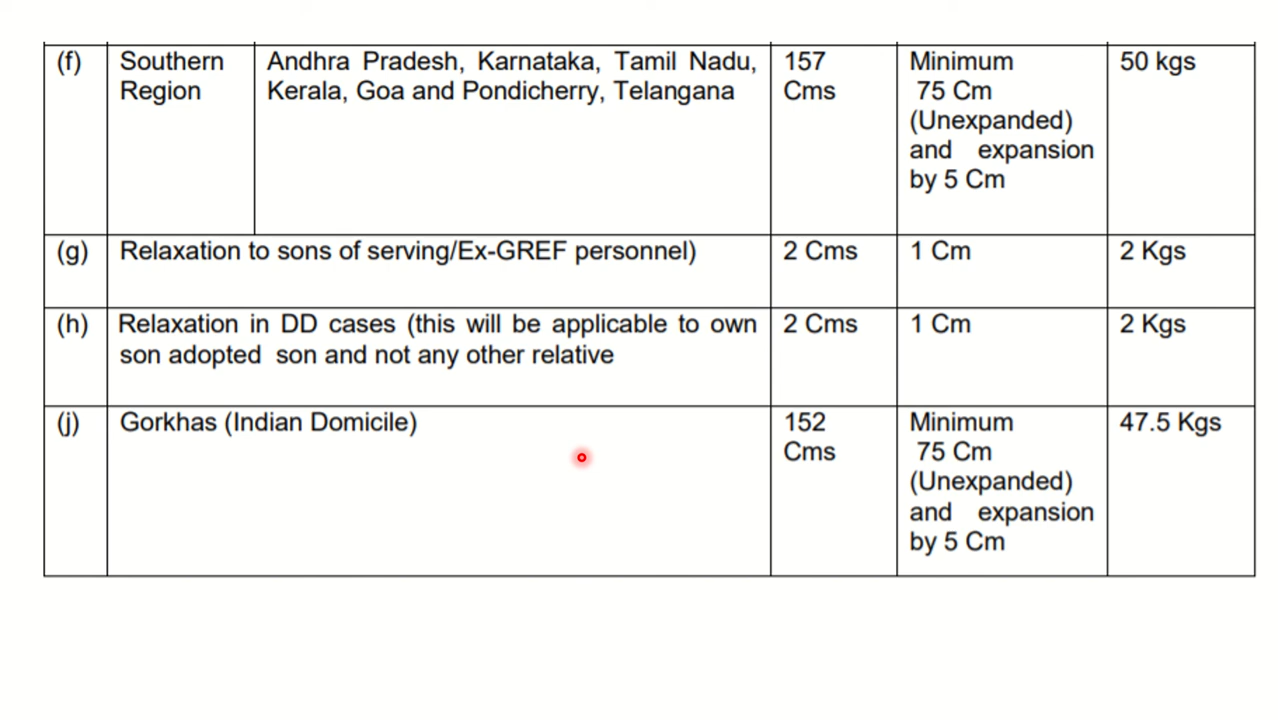 (f) Southern Andhra Pradesh, Karnataka, Tamil Nadu, 157 Minimum 50 kgs
Region Kerala, Goa and Pondicherry, Telangana Cms 75 Cm
(Unexpanded)
and expansion
by 5 Cm
(g) Relaxation to sons of serving/Ex-GREF personnel) 2 Cms 1 Cm 2 Kgs
(h) Relaxation in DD cases (this will be applicable to own 2 Cms 1 Cm 2 Kgs
son adopted son and not any other relative
(j) Gorkhas (Indian Domicile) 152 Minimum 47.5 Kgs
Cms 75 Cm
(Unexpanded)
and expansion
by 5 Cm